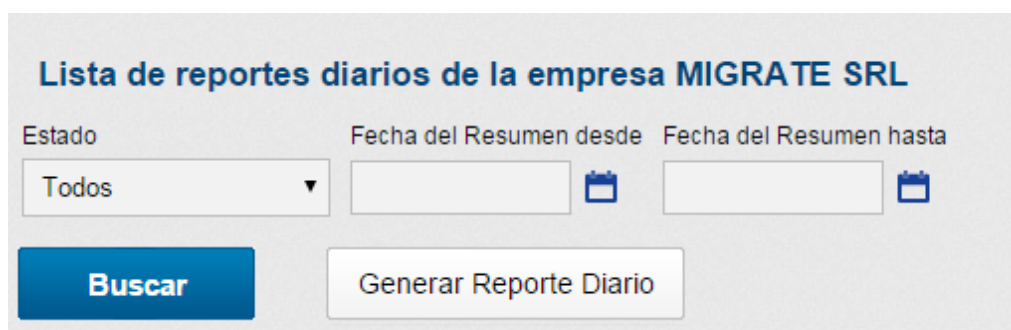 Lista de reportes diarios de la empresa MIGRATE SRL
Estado Fecha del Resumen desde Fecha del Resumen hasta
Todos
Buscar Generar Reporte Diario